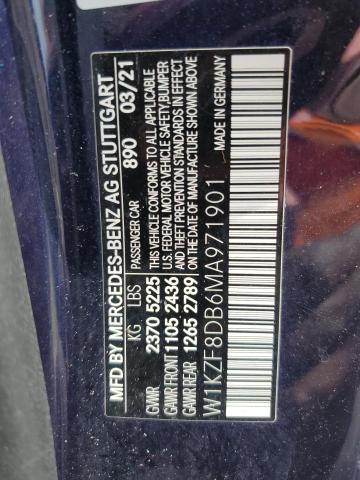 MFD BY MERCEDES-BENZ AG STUTTGART
PASSENGER CAR 890 03/21
KG LBS
GVWR 2370 5225
GAWR FRONT 1105 2436
GAWR REAR 1265 2789
THIS VEHICLE CONFORMS TO ALL APPLICABLE
U.S. FEDERAL MOTOR VEHICLE SAFETY, BUMPER
AND THEFT PREVENTION STANDARDS IN EFFECT
ON THE DATE OF MANUFACTURE SHOWN ABOVE.
MADE IN GERMANY
W1KZF8DB6MA971901